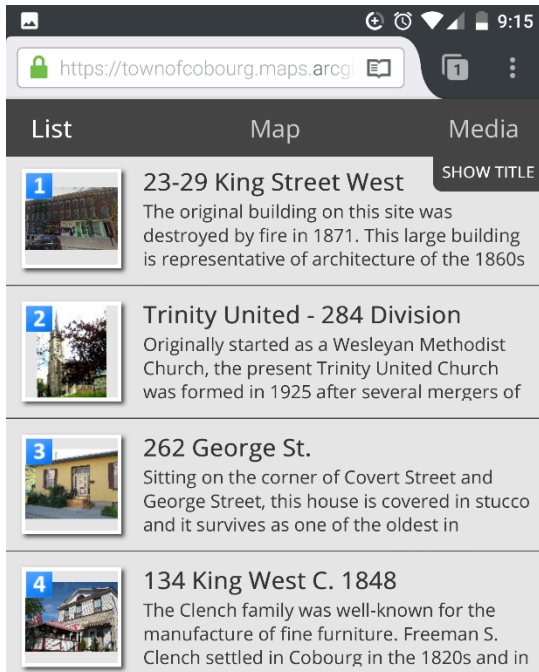 9:15
https://townofcobourg.maps.arcgi
1
List Map Media
SHOW TITLE
1
23-29 King Street West
The original building on this site was
destroyed by fire in 1871. This large building
is representative of architecture of the 1860s
2
Trinity United - 284 Division
Originally started as a Wesleyan Methodist
Church, the present Trinity United Church
was formed in 1925 after several mergers of
3
262 George St.
Sitting on the corner of Covert Street and
George Street, this house is covered in stucco
and it survives as one of the oldest in
4
134 King West C. 1848
The Clench family was well-known for the
manufacture of fine furniture. Freeman S.
Clench settled in Cobourg in the 1820s and in